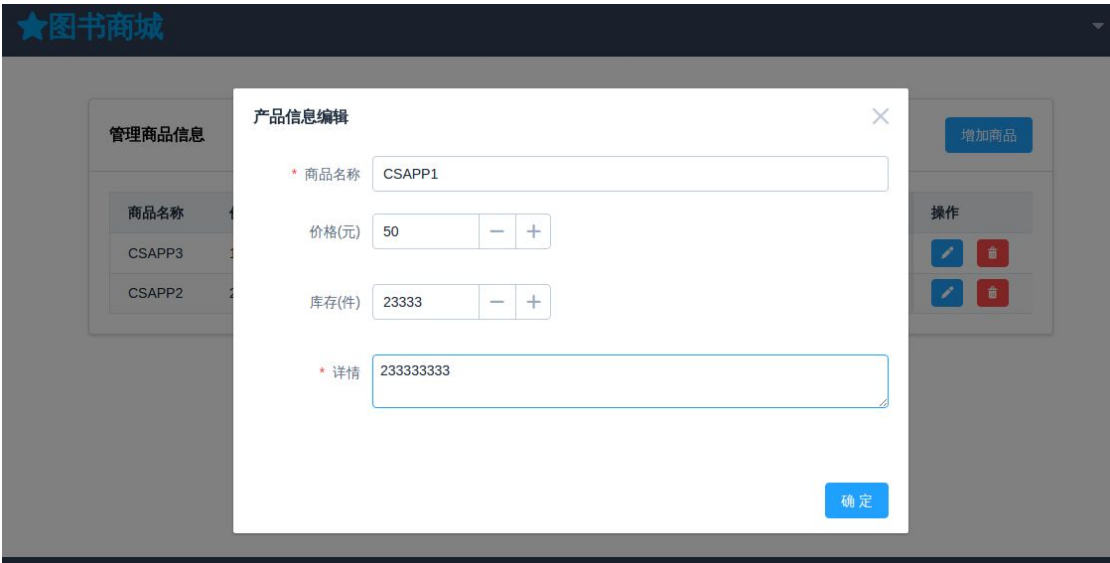 图书商城
产品信息编辑
管理商品信息
增加商品
* 商品名称 CSAPP1
商品名称
操作
价格(元) 50
CSAPP3
CSAPP2
库存(件) 23333
* 详情 233333333
确 定